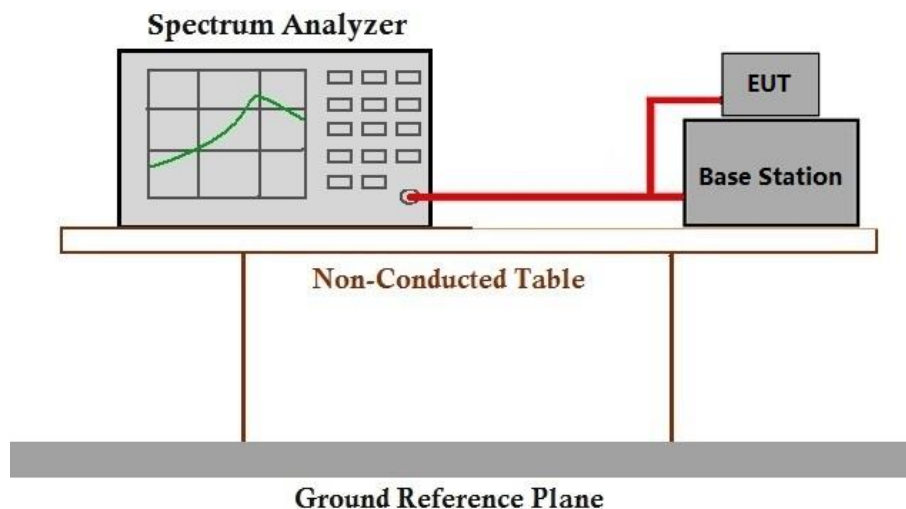 Spectrum Analyzer
EUT
Base Station
Non-Conducted Table
Ground Reference Plane